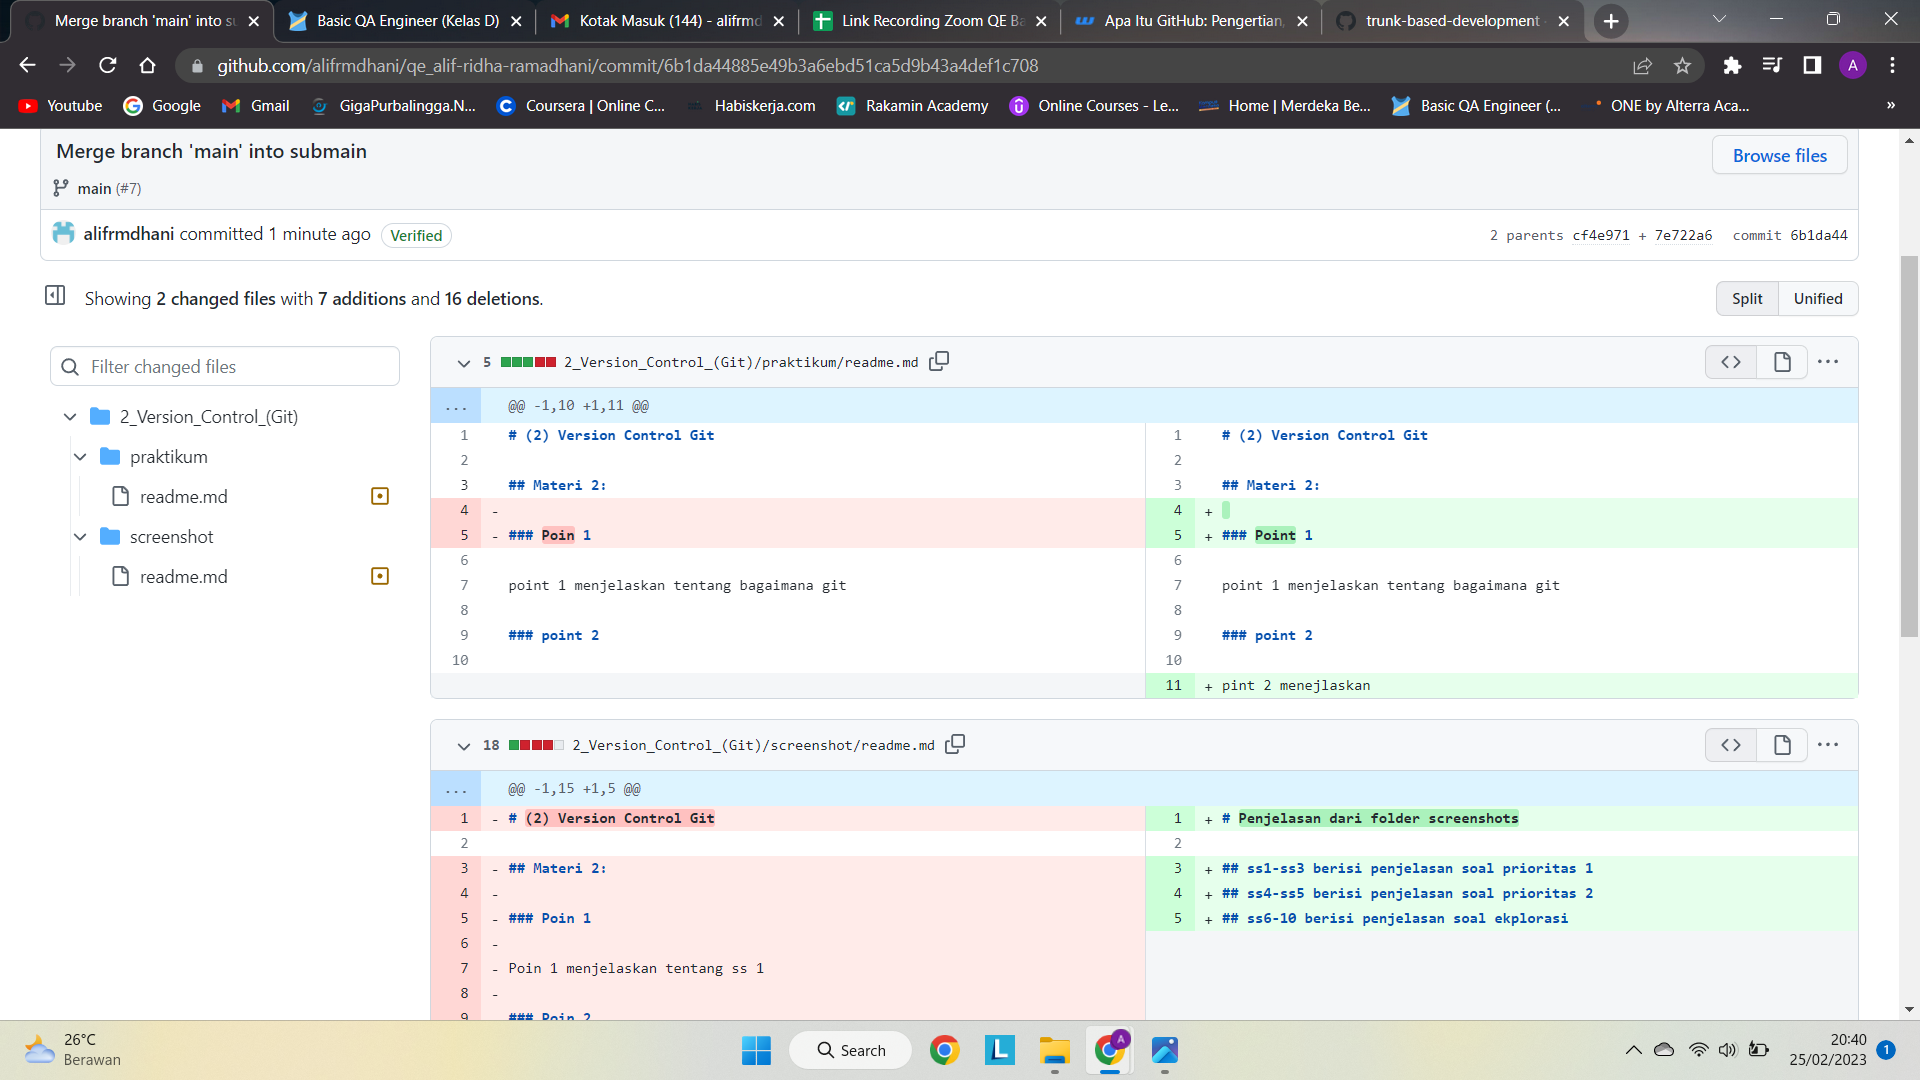 Merge branch 'main' into su
Basic QA Engineer (Kelas D)
Kotak Masuk (144) - alifrmd
Link Recording Zoom QE Ba
Apa Itu GitHub: Pengertian,
trunk-based-development
github.com/alifrmdhani/qe_alif-ridha-ramadhani/commit/6b1da44885e49b3a6ebd51ca5d9b43a4def1c708
A
Youtube
Google
Gmail
GigaPurbalingga.N...
Coursera | Online C...
Habiskerja.com
Rakamin Academy
Online Courses - Le...
Home | Merdeka Be...
Basic QA Engineer (...
ONE by Alterra Aca...
»
Merge branch 'main' into submain
Browse files
main (#7)
alifrmdhani committed 1 minute ago Verified
2 parents cf4e971 + 7e722a6 commit 6b1da44
Showing 2 changed files with 7 additions and 16 deletions.
Split Unified
Filter changed files
2_Version_Control_(Git)
praktikum
readme.md
screenshot
readme.md
5 2_Version_Control_(Git)/praktikum/readme.md
... @@ -1,10 +1,11 @@
1 # (2) Version Control Git 1 # (2) Version Control Git
2 2
3 ## Materi 2: 3 ## Materi 2:
4 - 4 +
5 - ### Poin 1 5 + ### Point 1
6 6
7 point 1 menjelaskan tentang bagaimana git 7 point 1 menjelaskan tentang bagaimana git
8 8
9 ### point 2 9 ### point 2
10 10
11 + pint 2 menejlaskan
18 2_Version_Control_(Git)/screenshot/readme.md
... @@ -1,15 +1,5 @@
1 - # (2) Version Control Git 1 + # Penjelasan dari folder screenshots
2 2
3 - ## Materi 2: 3 + ## ss1-ss3 berisi penjelasan soal prioritas 1
4 - 4 + ## ss4-ss5 berisi penjelasan soal prioritas 2
5 - ### Poin 1 5 + ## ss6-10 berisi penjelasan soal ekplorasi
6 -
7 - Poin 1 menjelaskan tentang ss 1
8 -
9 ### Poin 2
26°C
Berawan
Search
L
A
20:40
25/02/2023
1